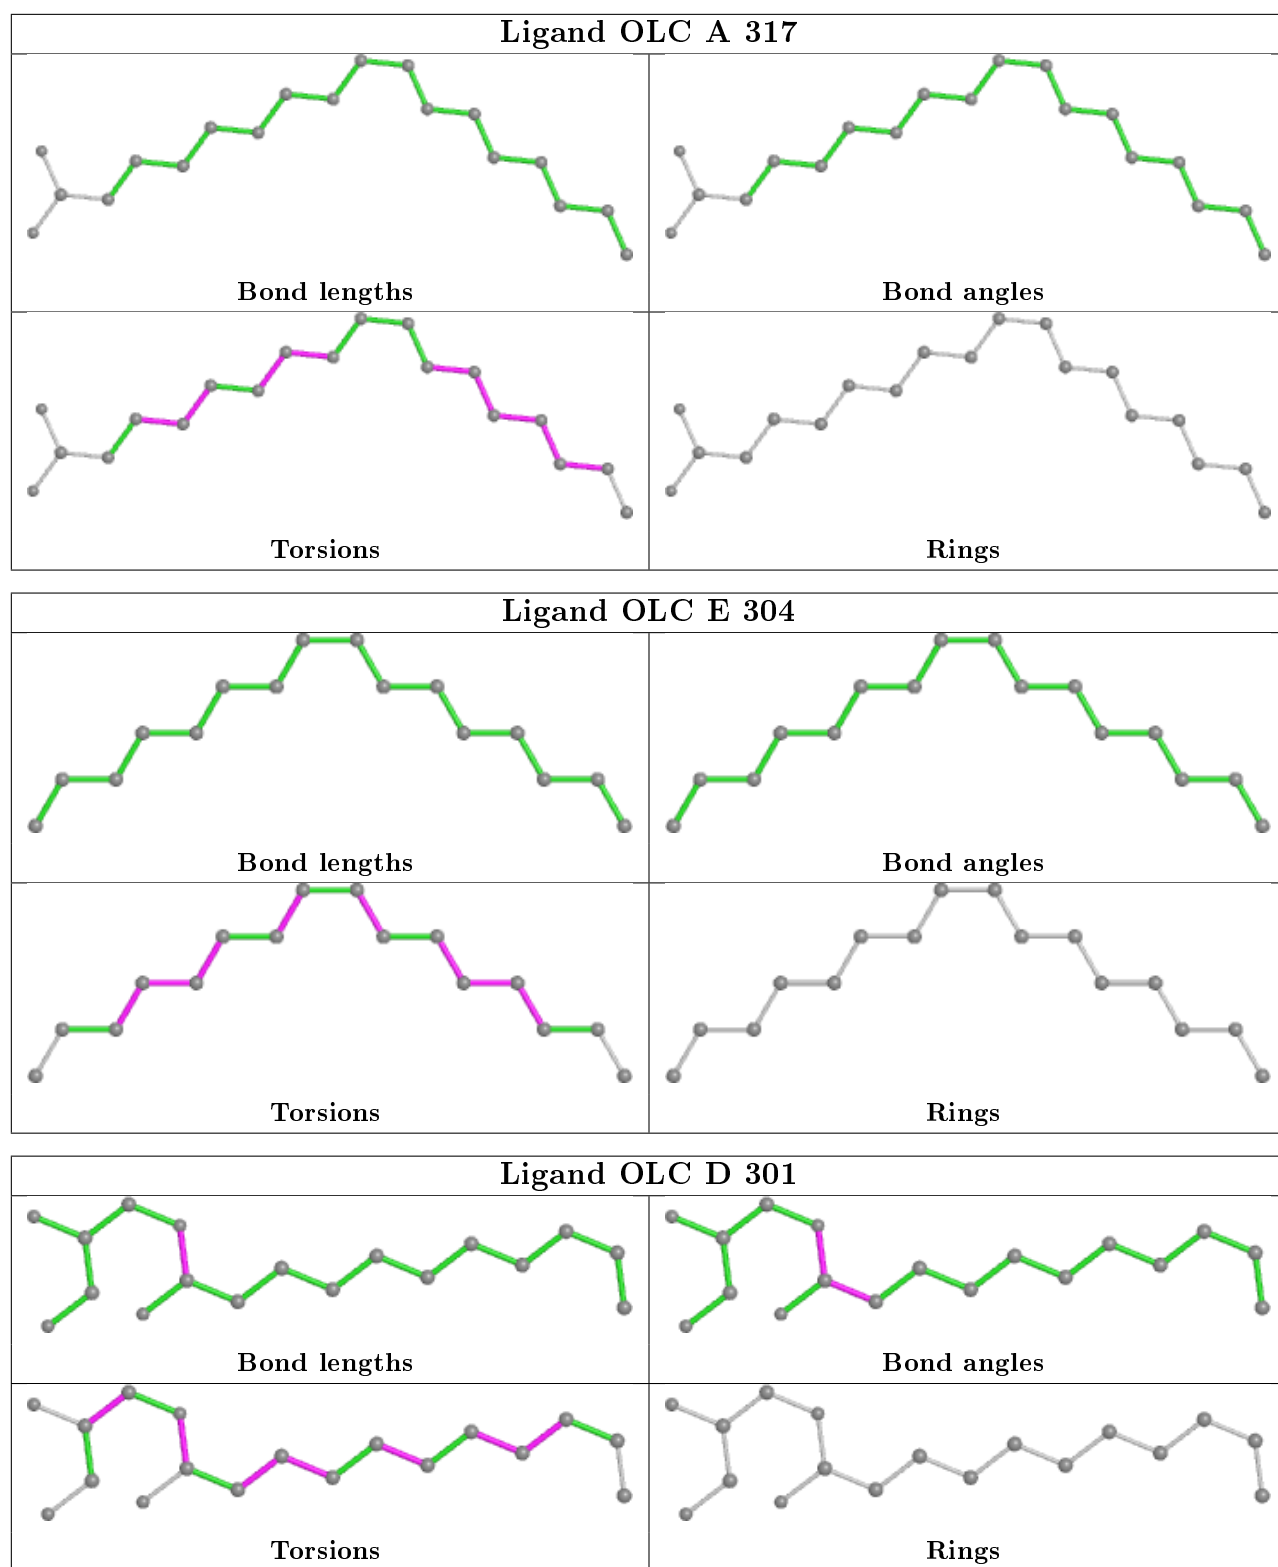 Ligand OLC A 317
Bond lengths
Bond angles
Torsions
Rings
Ligand OLC E 304
Bond lengths
Bond angles
Torsions
Rings
Ligand OLC D 301
Bond lengths
Bond angles
Torsions
Rings